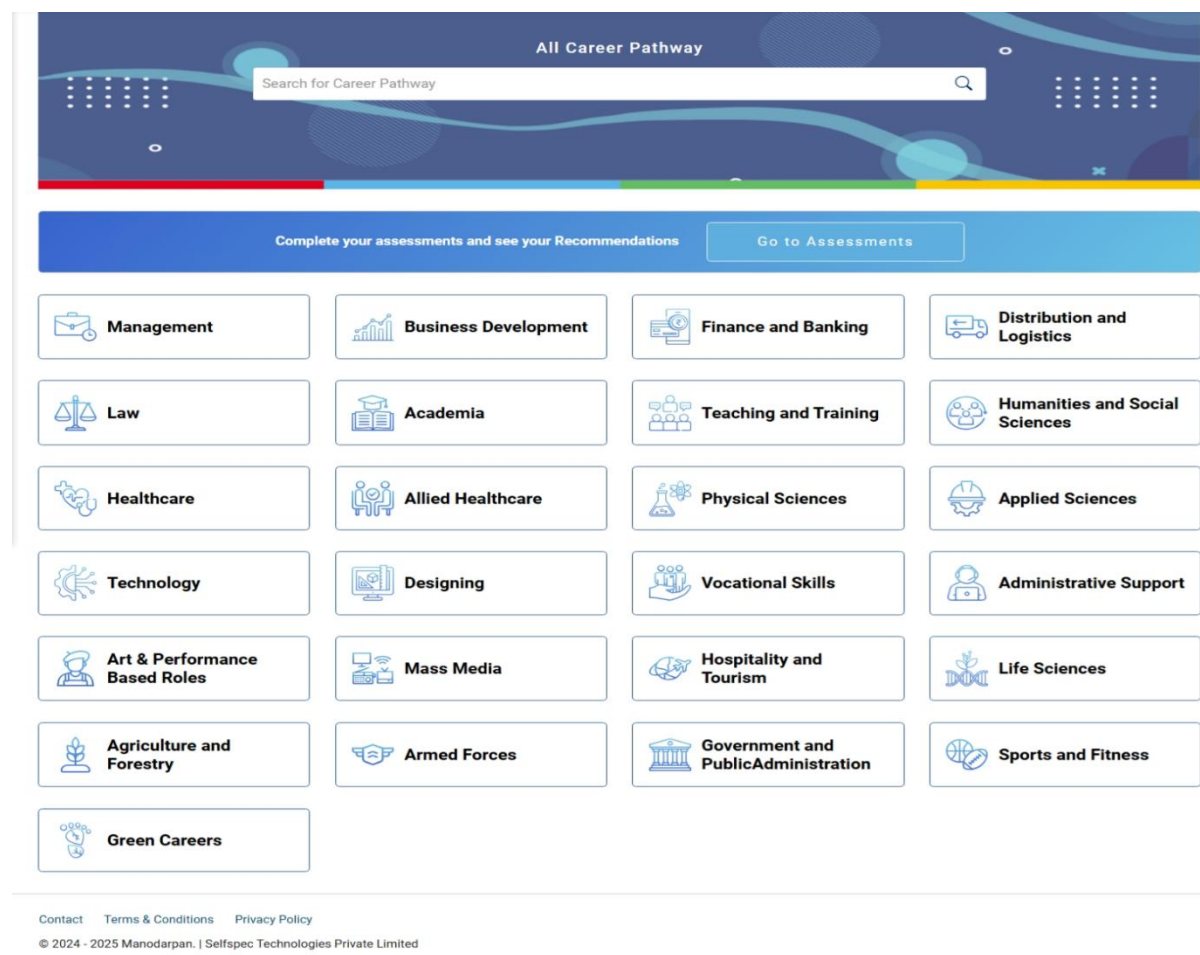 All Career Pathway
Search for Career Pathway
Complete your assessments and see your Recommendations
Go to Assessments
Management
Business Development
Finance and Banking
Distribution and
Logistics
Law
Academia
Teaching and Training
Humanities and Social
Sciences
Healthcare
Allied Healthcare
Physical Sciences
Applied Sciences
Technology
Designing
Vocational Skills
Administrative Support
Art & Performance
Based Roles
Mass Media
Hospitality and
Tourism
Life Sciences
Agriculture and
Forestry
Armed Forces
Government and
PublicAdministration
Sports and Fitness
Green Careers
Contact Terms & Conditions Privacy Policy
© 2024 - 2025 Manodarpan. | Selfspec Technologies Private Limited